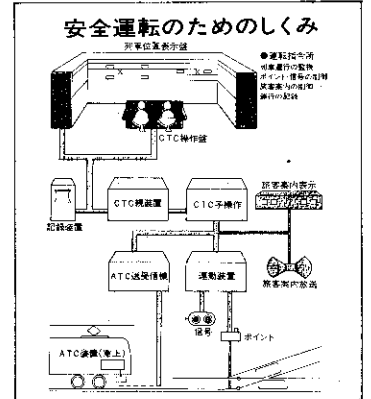 安全運転のためのしくみ
列車位置表示盤
●運転指令所
列車運行の監視
ポイント・信号の制御
旅客案内の制御
運行の記録
CTC操作盤
記録装置
CTC親装置
CTC子操作
旅客案内表示
ATC送受信機
連動装置
旅客案内放送
信号
ポイント
ATC装置(車上)